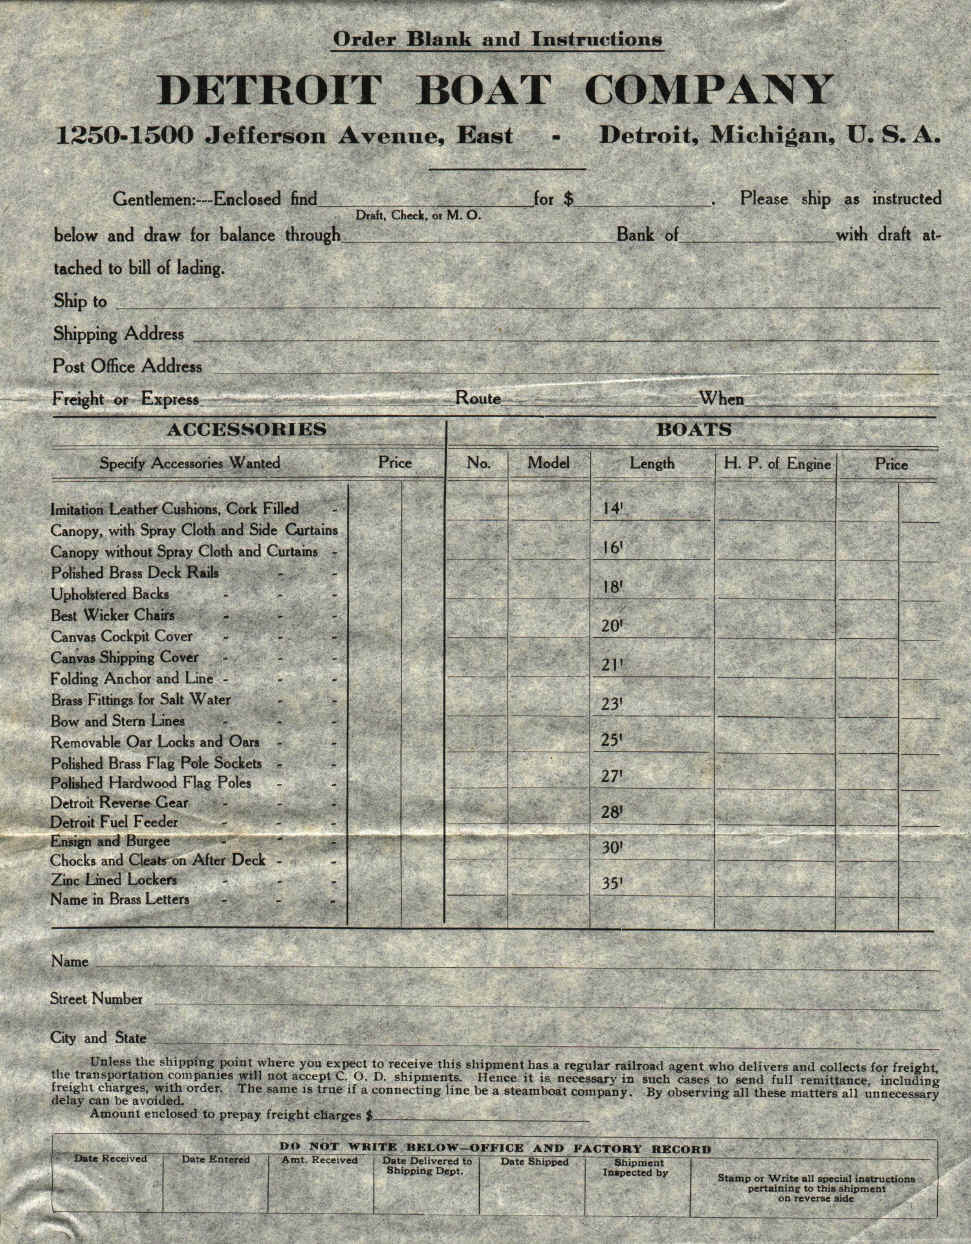 Order Blank and Instructions
DETROIT BOAT COMPANY
1250-1500 Jefferson Avenue, East - Detroit, Michigan, U. S. A.
Gentlemen:---Enclosed find for $ . Please ship as instructed
Draft, Check, or M. O.
below and draw for balance through Bank of with draft at-
tached to bill of lading.
Ship to
Shipping Address
Post Office Address
Freight or Express Route When
ACCESSORIES BOATS
Specify Accessories Wanted Price No. Model Length H. P. of Engine Price
Imitation Leather Cushions, Cork Filled - 14'
Canopy, with Spray Cloth and Side Curtains
Canopy without Spray Cloth and Curtains - 16'
Polished Brass Deck Rails - -
Upholstered Backs - - - 18'
Best Wicker Chairs - - -
Canvas Cockpit Cover - - - 20'
Canvas Shipping Cover - - - 21'
Folding Anchor and Line - - -
Brass Fittings for Salt Water - - 23'
Bow and Stern Lines - - -
Removable Oar Locks and Oars - - 25'
Polished Brass Flag Pole Sockets - -
Polished Hardwood Flag Poles - - 27'
Detroit Reverse Gear - - -
Detroit Fuel Feeder - - - 28'
Ensign and Burgee - - - 30'
Chocks and Cleats on After Deck - -
Zinc Lined Lockers - - - 35'
Name in Brass Letters - - -
Name
Street Number
City and State
Unless the shipping point where you expect to receive this shipment has a regular railroad agent who delivers and collects for freight,
the transportation companies will not accept C. O. D. shipments. Hence it is necessary in such cases to send full remittance, including
freight charges, with order. The same is true if a connecting line be a steamboat company. By observing all these matters all unnecessary
delay can be avoided.
Amount enclosed to prepay freight charges $
DO NOT WRITE BELOW—OFFICE AND FACTORY RECORD
Date Received Date Entered Amt. Received Date Delivered to Shipping Dept. Date Shipped Shipment Inspected by
Stamp or Write all special instructions
pertaining to this shipment
on reverse side